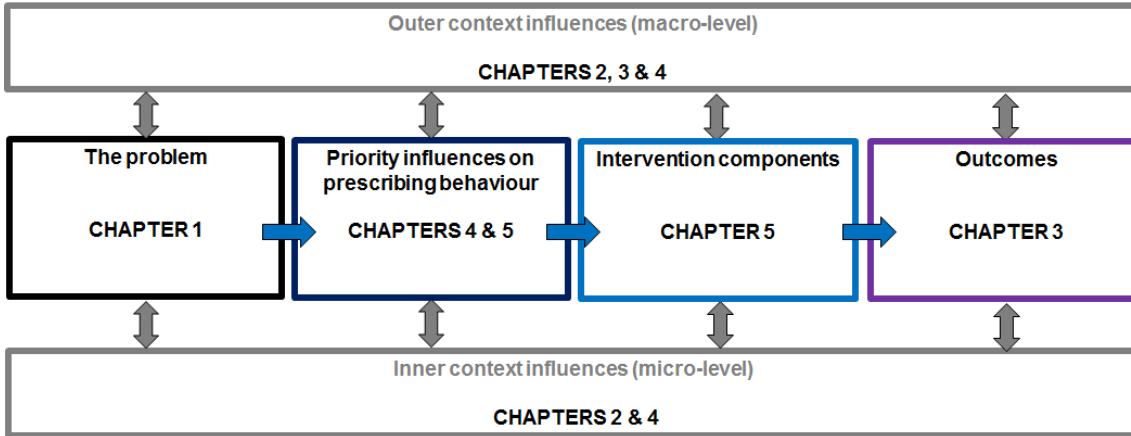 Outer context influences (macro-level)
CHAPTERS 2, 3 & 4
The problem
CHAPTER 1
Priority influences on
prescribing behaviour
CHAPTERS 4 & 5
Intervention components
CHAPTER 5
Outcomes
CHAPTER 3
Inner context influences (micro-level)
CHAPTERS 2 & 4